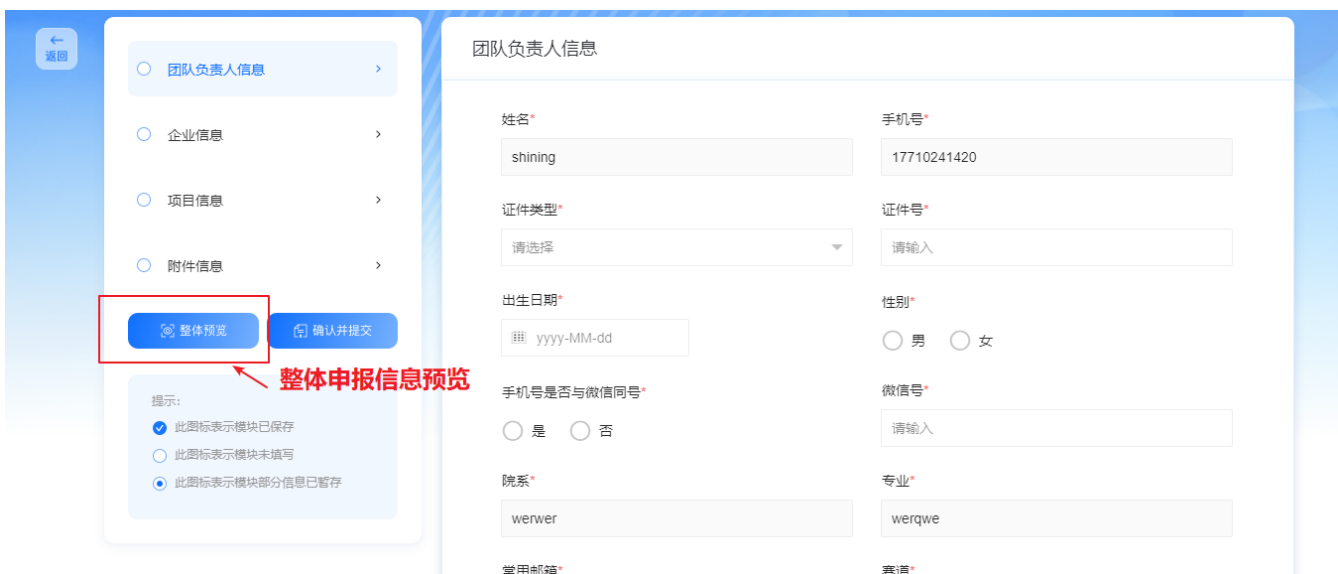 返回
团队负责人信息
企业信息
项目信息
附件信息
整体预览
确认并提交
整体申报信息预览
提示:
此图标表示模块已保存
此图标表示模块未填写
此图标表示模块部分信息已暂存
团队负责人信息
姓名* 手机号*
shining 17710241420
证件类型* 证件号*
请选择 请输入
出生日期* 性别*
yyyy-MM-dd 男 女
手机号是否与微信同号* 微信号*
是 否 请输入
院系* 专业*
werwer werqwe
常用邮箱* 赛道*